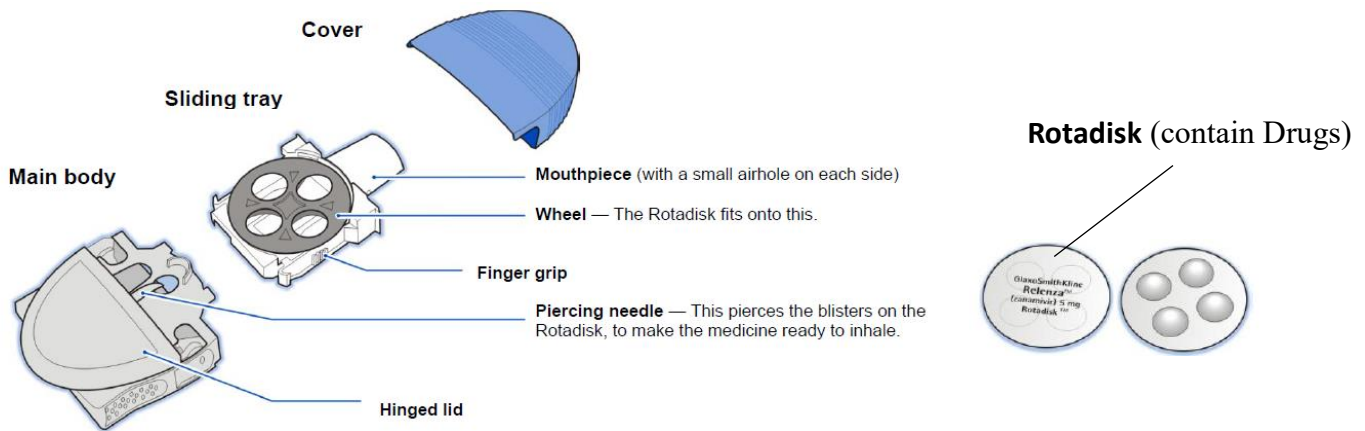 Cover
Sliding tray
Main body
Mouthpiece (with a small airhole on each side)
Wheel — The Rotadisk fits onto this.
Finger grip
Piercing needle — This pierces the blisters on the
Rotadisk, to make the medicine ready to inhale.
Hinged lid
Rotadisk (contain Drugs)
GlaxoSmithKline
Relenza™
(zanamivir) 5 mg
Rotadisk™